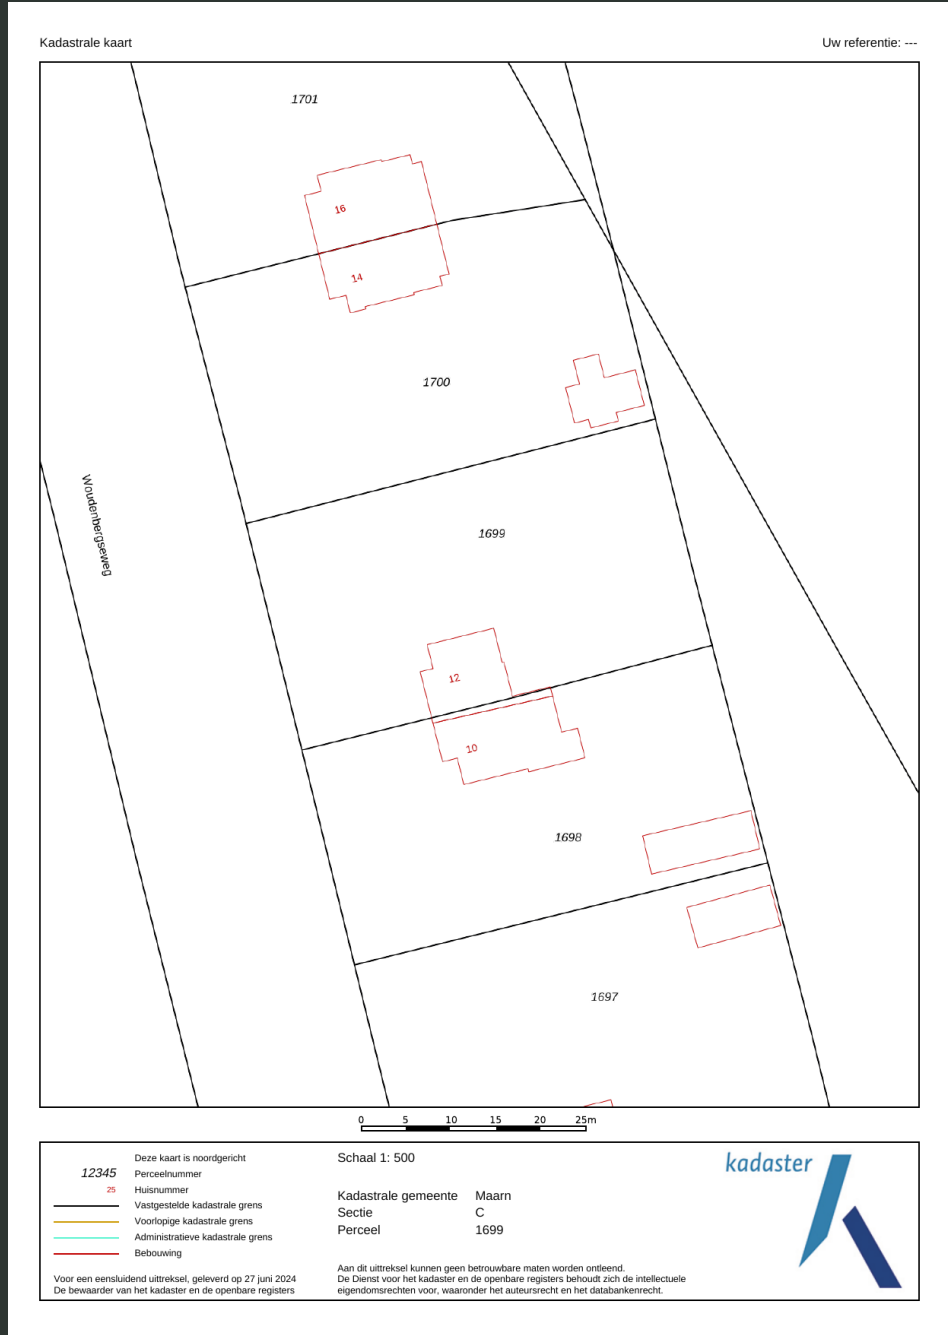 Kadastrale kaart
Uw referentie: ---
1701
16
14
1700
Woudenbergseweg
1699
12
10
1698
1697
0 5 10 15 20 25m
Deze kaart is noordgericht
12345 Perceelnummer
25 Huisnummer
Vastgestelde kadastrale grens
Voorlopige kadastrale grens
Administratieve kadastrale grens
Bebouwing
Voor een eensluidend uittreksel, geleverd op 27 juni 2024
De bewaarder van het kadaster en de openbare registers
Schaal 1: 500
Kadastrale gemeente Maarn
Sectie C
Perceel 1699
Aan dit uittreksel kunnen geen betrouwbare maten worden ontleend.
De Dienst voor het kadaster en de openbare registers behoudt zich de intellectuele
eigendomsrechten voor, waaronder het auteursrecht en het databankenrecht.
kadaster